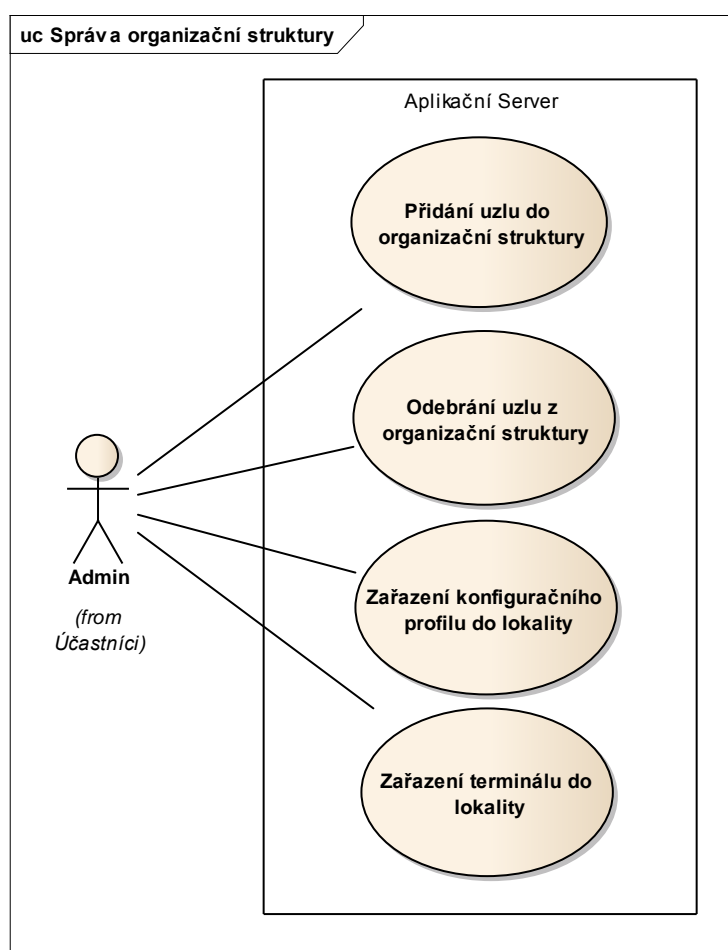 uc Správa organizační struktury
Aplikační Server
Přidání uzlu do
organizační struktury
Odebrání uzlu z
organizační struktury
Zařazení konfiguračního
profilu do lokality
Zařazení terminálu do
lokality
Admin
(from
Účastníci)